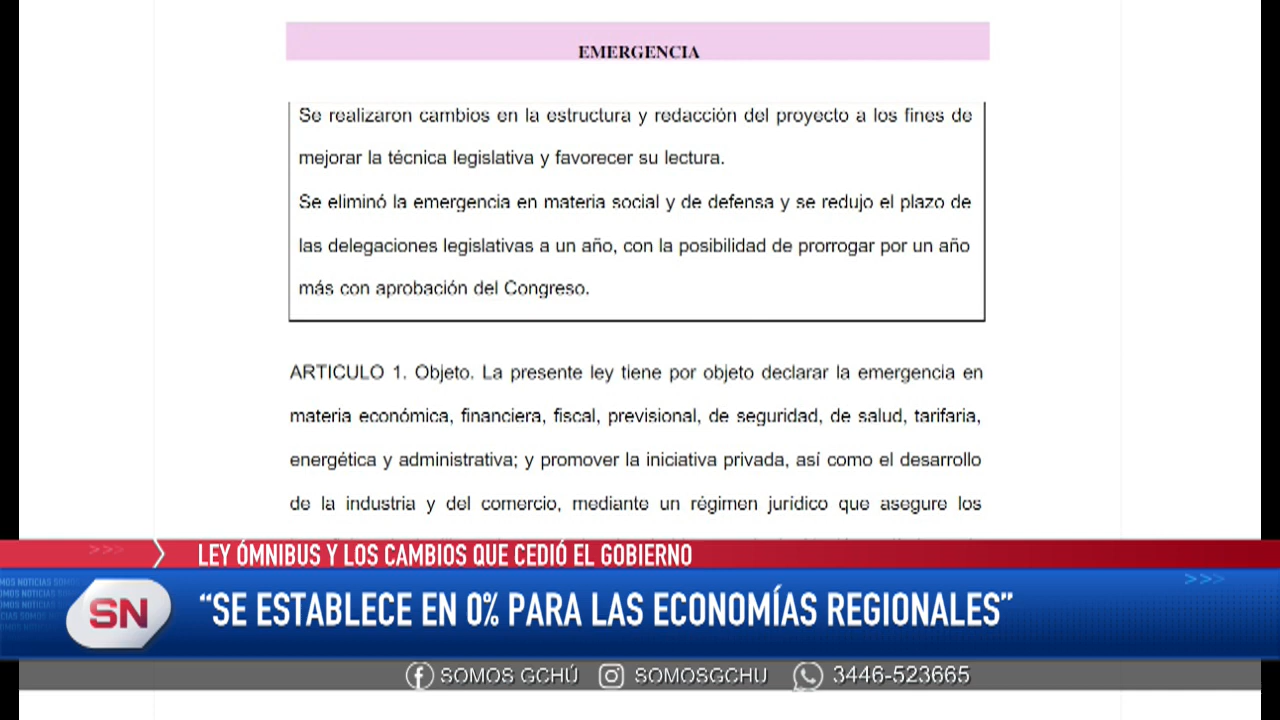 EMERGENCIA
Se realizaron cambios en la estructura y redacción del proyecto a los fines de
mejorar la técnica legislativa y favorecer su lectura.
Se eliminó la emergencia en materia social y de defensa y se redujo el plazo de
las delegaciones legislativas a un año, con la posibilidad de prorrogar por un año
más con aprobación del Congreso.
ARTICULO 1. Objeto. La presente ley tiene por objeto declarar la emergencia en
materia económica, financiera, fiscal, previsional, de seguridad, de salud, tarifaria,
energética y administrativa; y promover la iniciativa privada, así como el desarrollo
de la industria y del comercio, mediante un régimen jurídico que asegure los
>>> LEY ÓMNIBUS Y LOS CAMBIOS QUE CEDIÓ EL GOBIERNO
SN “SE ESTABLECE EN 0% PARA LAS ECONOMÍAS REGIONALES” >>>
SOMOS GCHÚ SOMOSGCHU 3446-523665